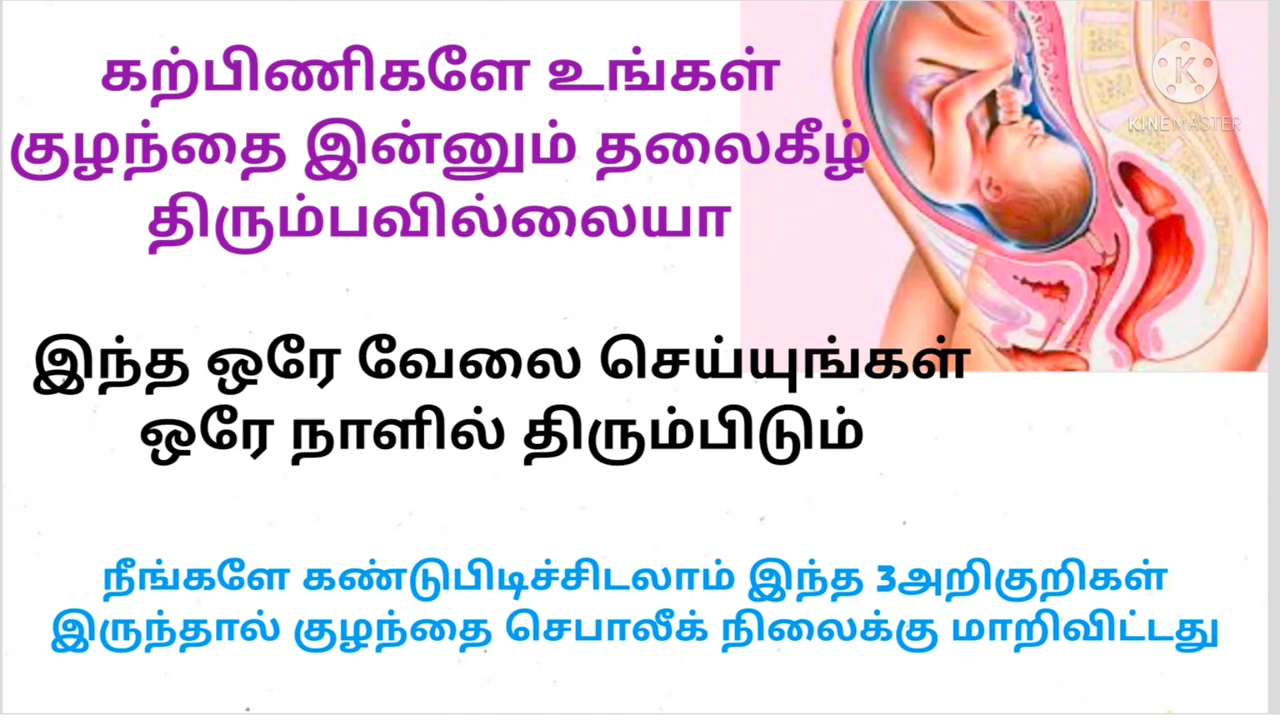 கற்பிணிகளே உங்கள்
குழந்தை இன்னும் தலைகீழ்
திரும்பவில்லையா
இந்த ஒரே வேலை செய்யுங்கள்
ஒரே நாளில் திரும்பிடும்
நீங்களே கண்டுபிடிச்சிடலாம் இந்த 3அறிகுறிகள்
இருந்தால் குழந்தை செபாலீக் நிலைக்கு மாறிவிட்டது
K
KINEMASTER